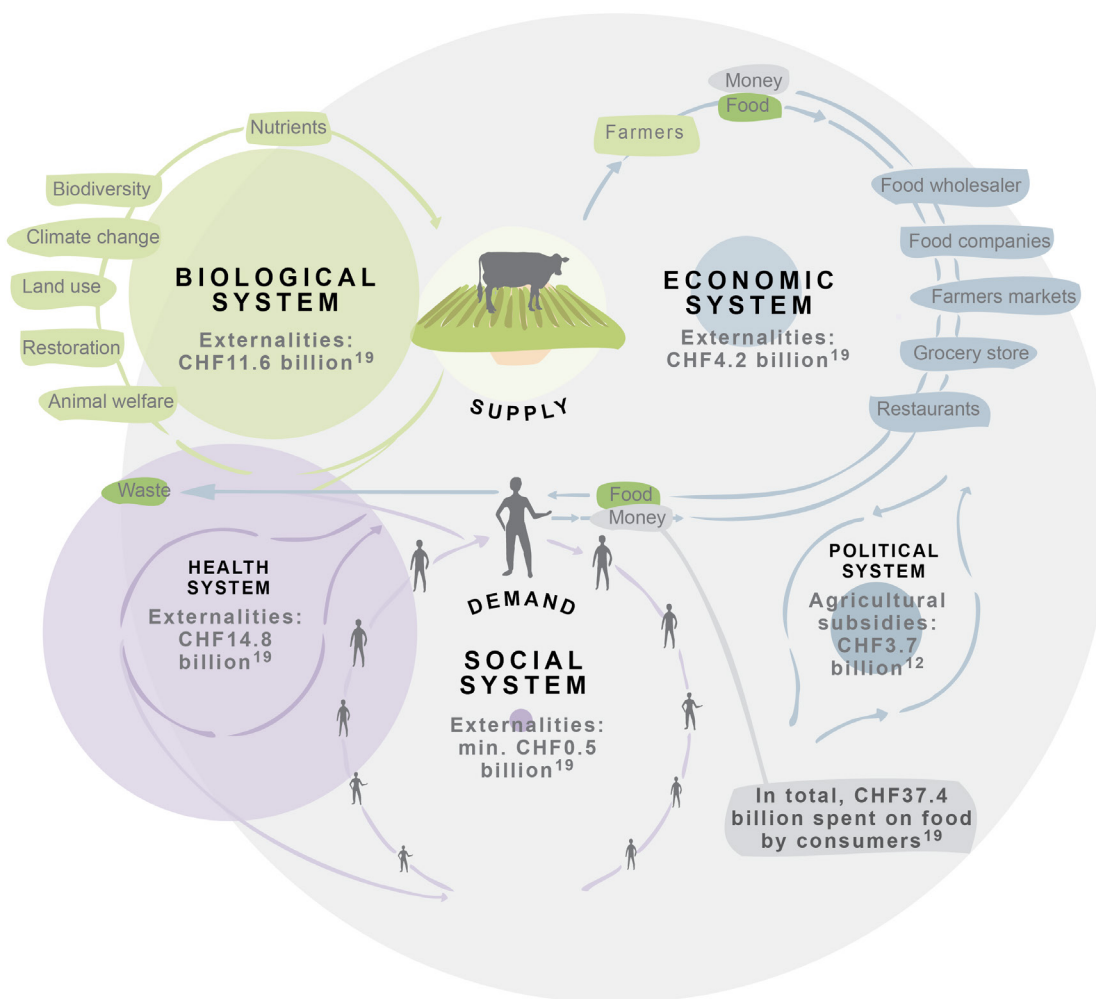 Money
Food
Nutrients
Farmers
Biodiversity
Climate change
Land use
Restoration
Animal welfare
BIOLOGICAL
SYSTEM
Externalities:
CHF11.6 billion19
SUPPLY
ECONOMIC
SYSTEM
Externalities:
CHF4.2 billion19
Food wholesaler
Food companies
Farmers markets
Grocery store
Restaurants
Waste
Food
Money
HEALTH
SYSTEM
Externalities:
CHF14.8
billion19
DEMAND
SOCIAL
SYSTEM
Externalities:
min. CHF0.5
billion19
POLITICAL
SYSTEM
Agricultural
subsidies:
CHF3.7
billion12
In total, CHF37.4
billion spent on food
by consumers19